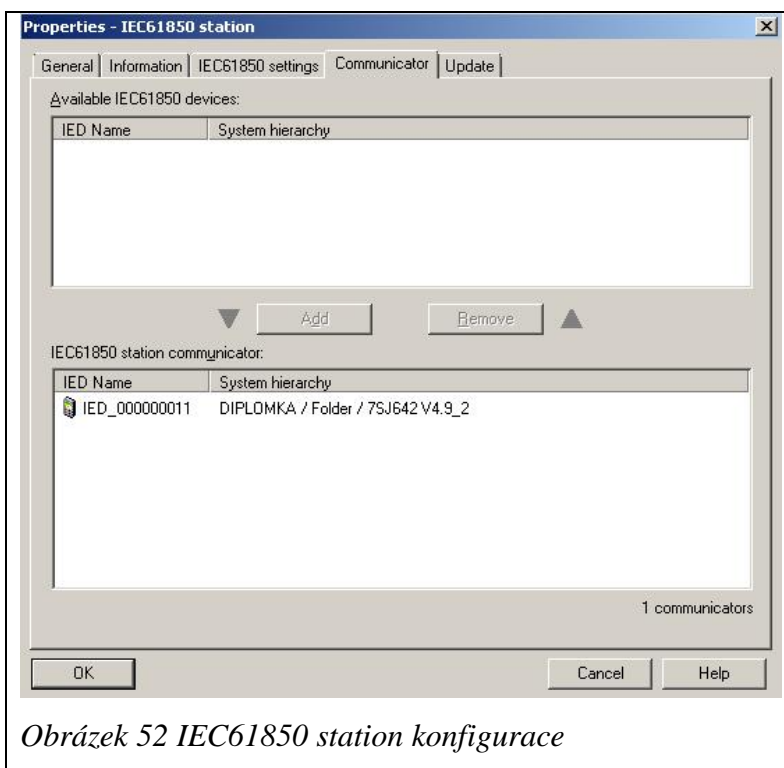 Properties - IEC61850 station
General Information IEC61850 settings Communicator Update
Available IEC61850 devices:
IED Name System hierarchy
Add Remove
IEC61850 station communicator:
IED Name System hierarchy
IED_000000011 DIPLOMKA / Folder / 7SJ642 V4.9_2
1 communicators
OK Cancel Help
Obrázek 52 IEC61850 station konfigurace